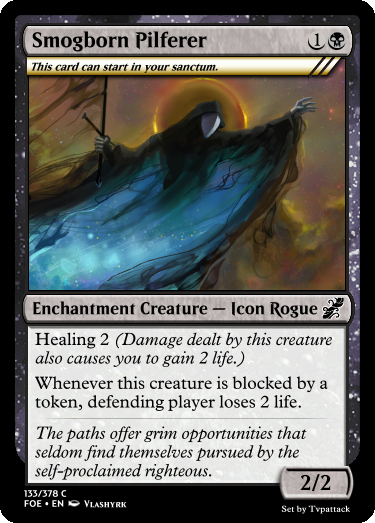 Smogborn Pilferer 1
This card can start in your sanctum.
Enchantment Creature — Icon Rogue
Healing 2 (Damage dealt by this creature
also causes you to gain 2 life.)
Whenever this creature is blocked by a
token, defending player loses 2 life.
The paths offer grim opportunities that
seldom find themselves pursued by the
self-proclaimed righteous.
2/2
133/378 C
FOE • EN Vlashyrk
Set by Tvpattack